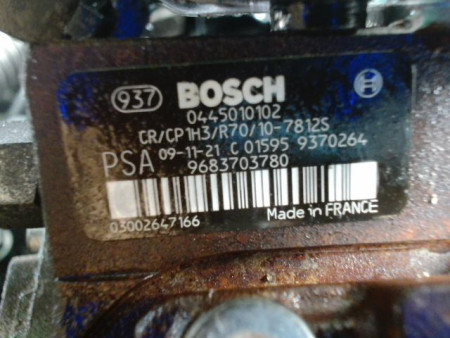 937 BOSCH
0445010102
CR/CP1H3/R70/10-7812S
PSA 09-11-21 C 01595 9370264
9683703780
03002647166 Made in FRANCE